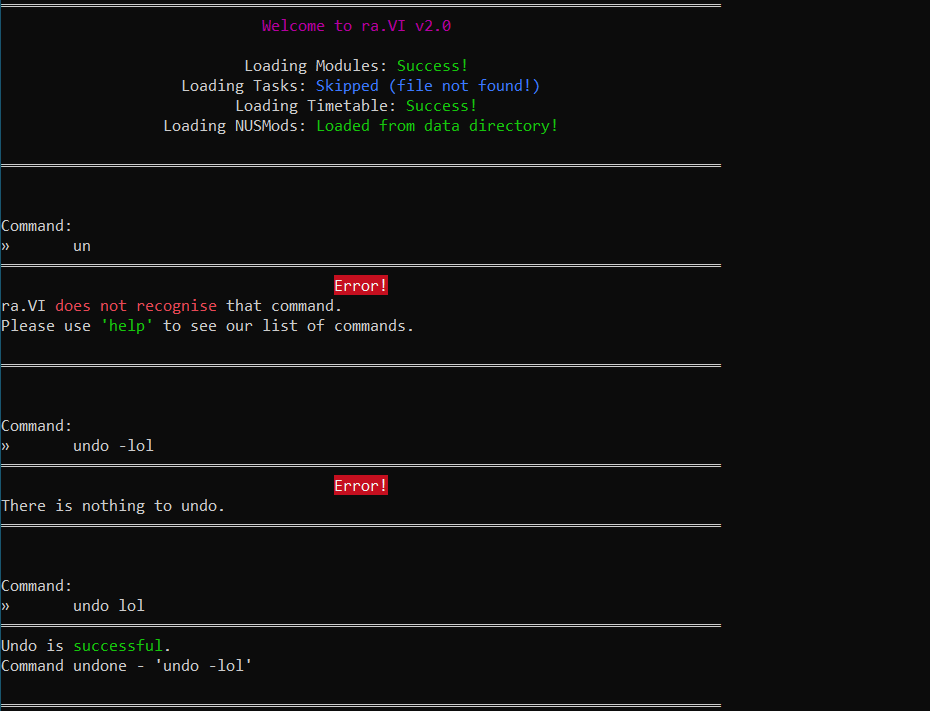 Welcome to ra.VI v2.0
Loading Modules: Success!
Loading Tasks: Skipped (file not found!)
Loading Timetable: Success!
Loading NUSMods: Loaded from data directory!
Command:
» un
Error!
ra.VI does not recognise that command.
Please use 'help' to see our list of commands.
Command:
» undo -lol
Error!
There is nothing to undo.
Command:
» undo lol
Undo is successful.
Command undone - 'undo -lol'